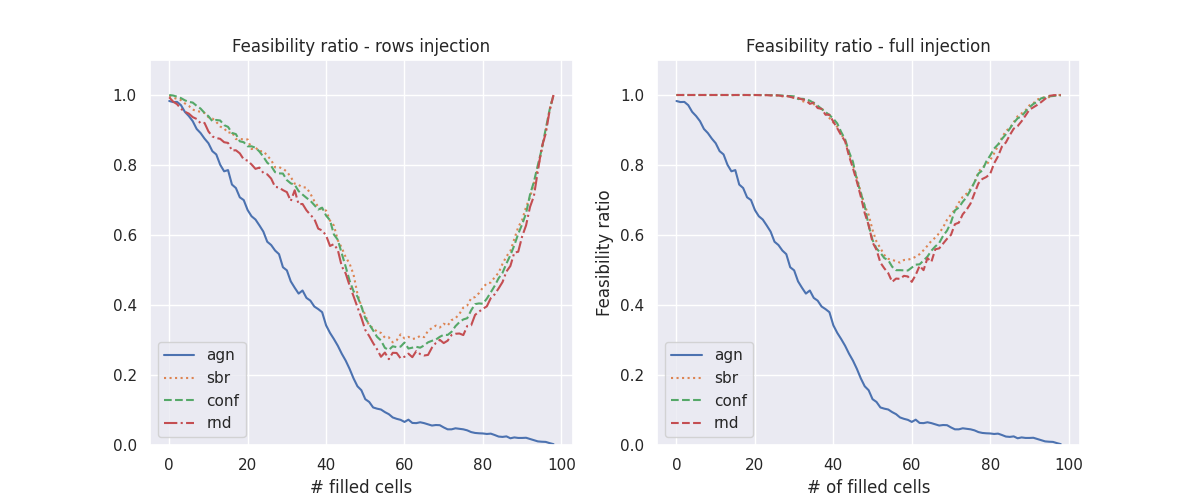 Feasibility ratio - rows injection
1.0
0.8
0.6
0.4
0.2
0.0
agn
sbr
conf
rnd
0 20 40 60 80 100
# filled cells
Feasibility ratio - full injection
Feasibility ratio
1.0
0.8
0.6
0.4
0.2
0.0
agn
sbr
conf
rnd
0 20 40 60 80 100
# of filled cells